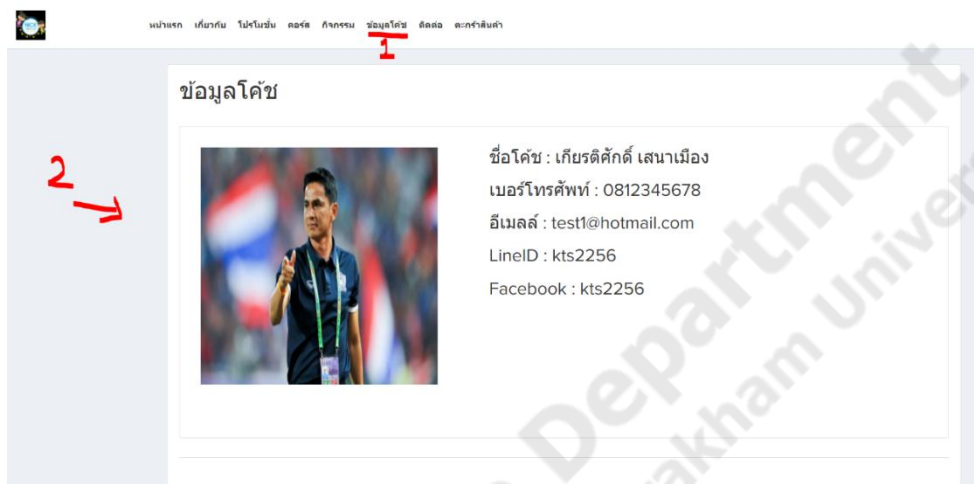 หน้าแรก เกี่ยวกับ โปรโมชั่น คอร์ส กิจกรรม ข้อมูลโค้ช ติดต่อ ตะกร้าสินค้า
1
ข้อมูลโค้ช
2
ชื่อโค้ช : เกียรติศักดิ์ เสนาเมือง
เบอร์โทรศัพท์ : 0812345678
อีเมลล์ : test1@hotmail.com
LineID : kts2256
Facebook : kts2256
Department